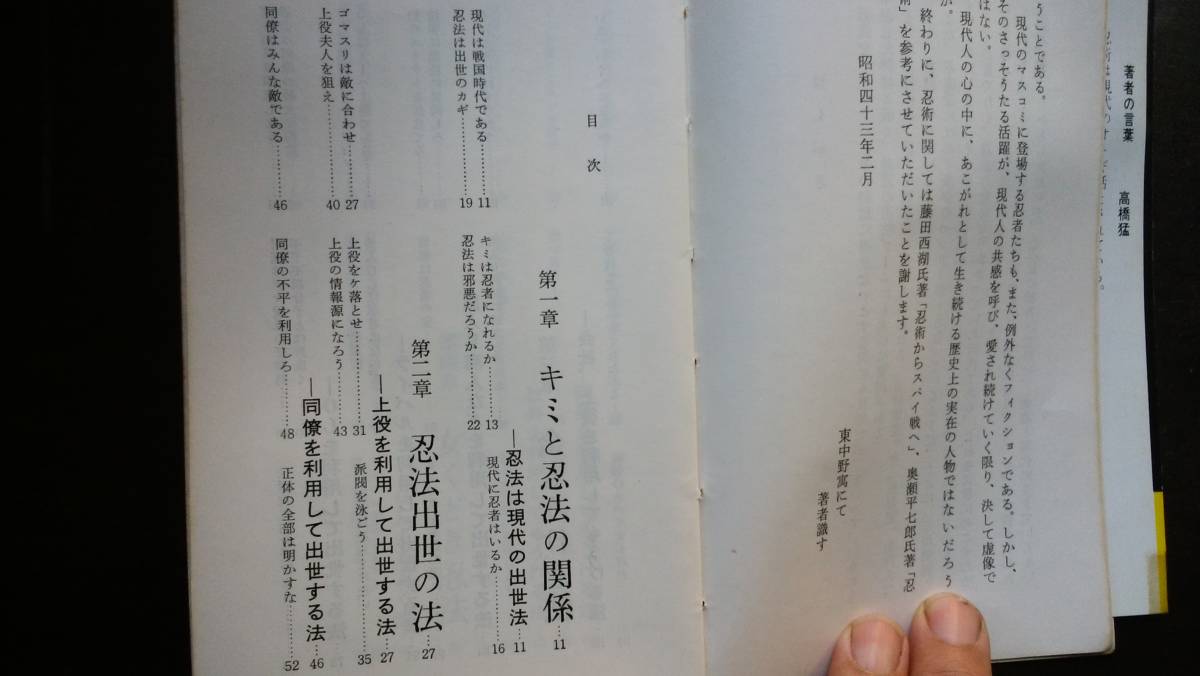 著者の言葉
高橋猛
うことである。
現代のマスコミに登場する忍者たちも、また、例外なくフィクションである。しかし、
そのさっそうたる活躍が、現代人の共感を呼び、愛され続けていく限り、決して虚像で
はない。
現代人の心の中に、あこがれとして生き続ける歴史上の実在の人物ではないだろう
か。
終わりに、忍術に関しては藤田西湖氏著「忍術からスパイ戦へ」、奥瀬平七郎氏著「忍
術」を参考にさせていただいたことを謝します。
昭和四十三年二月
東中野寓にて
著者識す
目次
第一章 キミと忍法の関係…11
―忍法は現代の出世法…11
現代は戦国時代である………11
キミは忍者になれるか………13
現代に忍者はいるか………16
忍法は出世のカギ………19
忍法は邪悪だろうか………22
第二章 忍法出世の法…27
―上役を利用して出世する法…27
ゴマスリは敵に合わせ………27
上役をケ落とせ………31
派閥を泳ごう………35
上役夫人を狙え………40
上役の情報源になろう………43
―同僚を利用して出世する法…46
同僚はみんな敵である………46
同僚の不平を利用しろ………48
正体の全部は明かすな………52